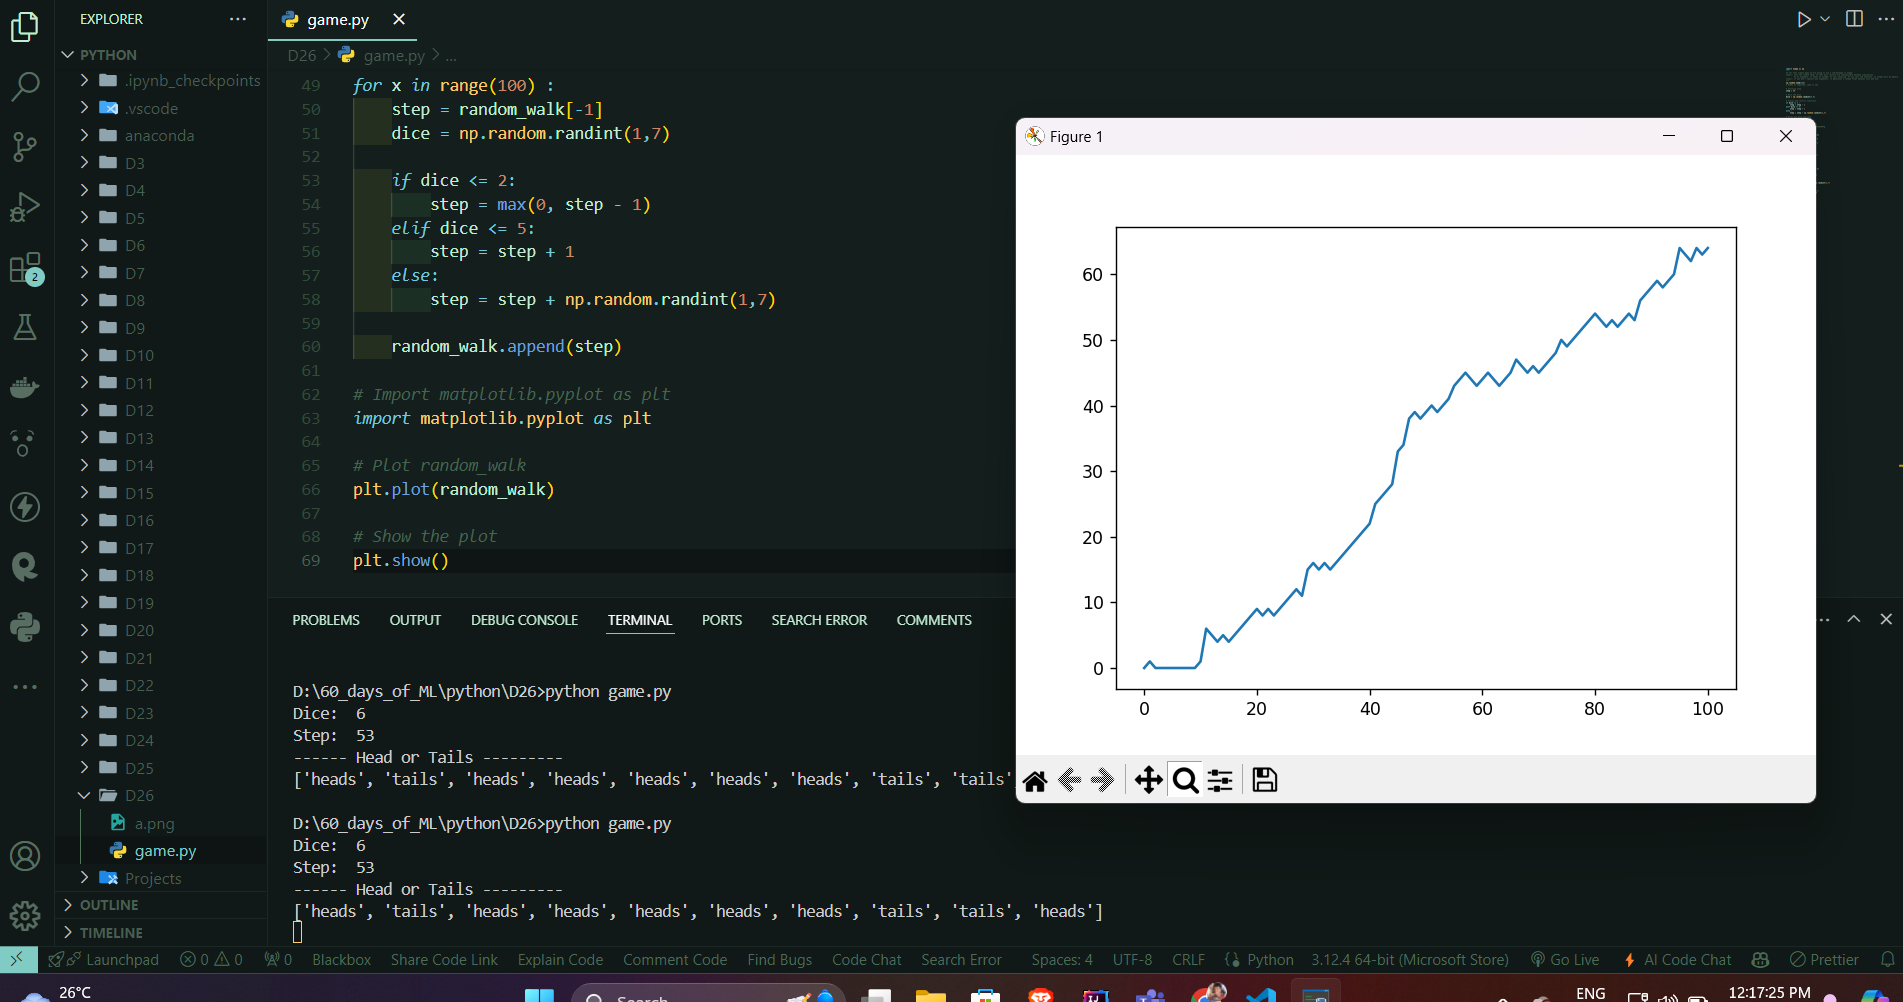 EXPLORER
game.py
PYTHON
.ipynb_checkpoints
.vscode
anaconda
D3
D4
D5
D6
D7
D8
D9
D10
D11
D12
D13
D14
D15
D16
D17
D18
D19
D20
D21
D22
D23
D24
D25
D26
a.png
game.py
Projects
OUTLINE
TIMELINE
2
D26 > game.py > ...
49 for x in range(100) :
50 step = random_walk[-1]
51 dice = np.random.randint(1,7)
52
53 if dice <= 2:
54 step = max(0, step - 1)
55 elif dice <= 5:
56 step = step + 1
57 else:
58 step = step + np.random.randint(1,7)
59
60 random_walk.append(step)
61
62 # Import matplotlib.pyplot as plt
63 import matplotlib.pyplot as plt
64
65 # Plot random_walk
66 plt.plot(random_walk)
67
68 # Show the plot
69 plt.show()
Figure 1
60
50
40
30
20
10
0
0 20 40 60 80 100
PROBLEMS OUTPUT DEBUG CONSOLE TERMINAL PORTS SEARCH ERROR COMMENTS
D:\60_days_of_ML\python\D26>python game.py
Dice: 6
Step: 53
------ Head or Tails ---------
['heads', 'tails', 'heads', 'heads', 'heads', 'heads', 'heads', 'tails', 'tails'
D:\60_days_of_ML\python\D26>python game.py
Dice: 6
Step: 53
------ Head or Tails ---------
['heads', 'tails', 'heads', 'heads', 'heads', 'heads', 'heads', 'tails', 'tails', 'heads']
Launchpad 0 0 0 Blackbox Share Code Link Explain Code Comment Code Find Bugs Code Chat Search Error Spaces: 4 UTF-8 CRLF Python 3.12.4 64-bit (Microsoft Store) Go Live AI Code Chat Prettier
26°C Search ENG 12:17:25 PM